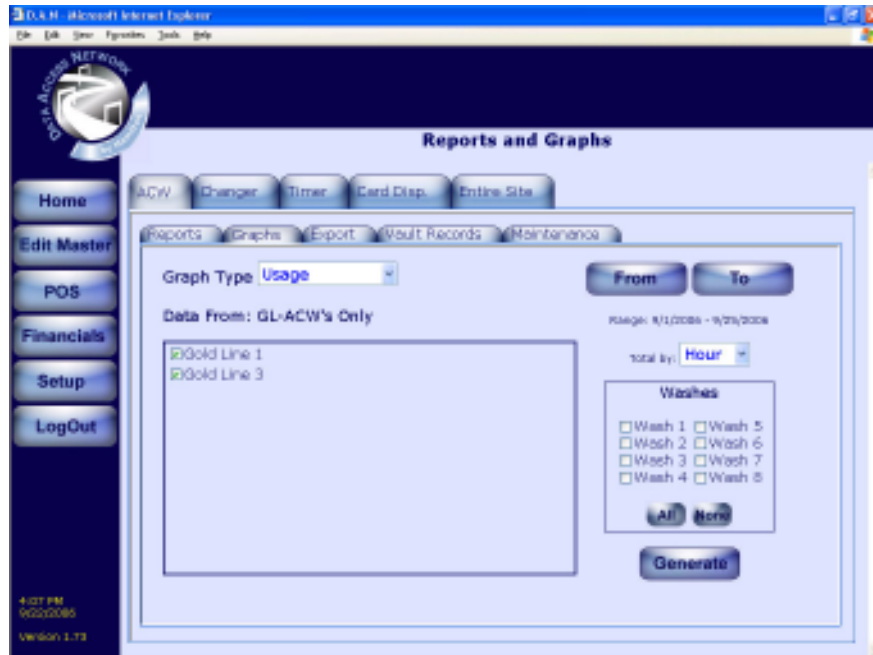 D.A.N - Microsoft Internet Explorer
File Edit View Favorites Tools Help
DATA ACCESS NETWORK
Reports and Graphs
Home
Edit Master
POS
Financials
Setup
LogOut
ACW Changer Timer Card Disp. Entire Site
Reports Graphs Export Vault Records Maintenance
Graph Type Usage
From To
Data From: GL-ACW's Only
Range: 9/1/2006 - 9/25/2006
Gold Line 1
Gold Line 3
Total By: Hour
Washes
Wash 1 Wash 5
Wash 2 Wash 6
Wash 3 Wash 7
Wash 4 Wash 8
All None
Generate
4:07 PM
9/22/2006
Version 1.73